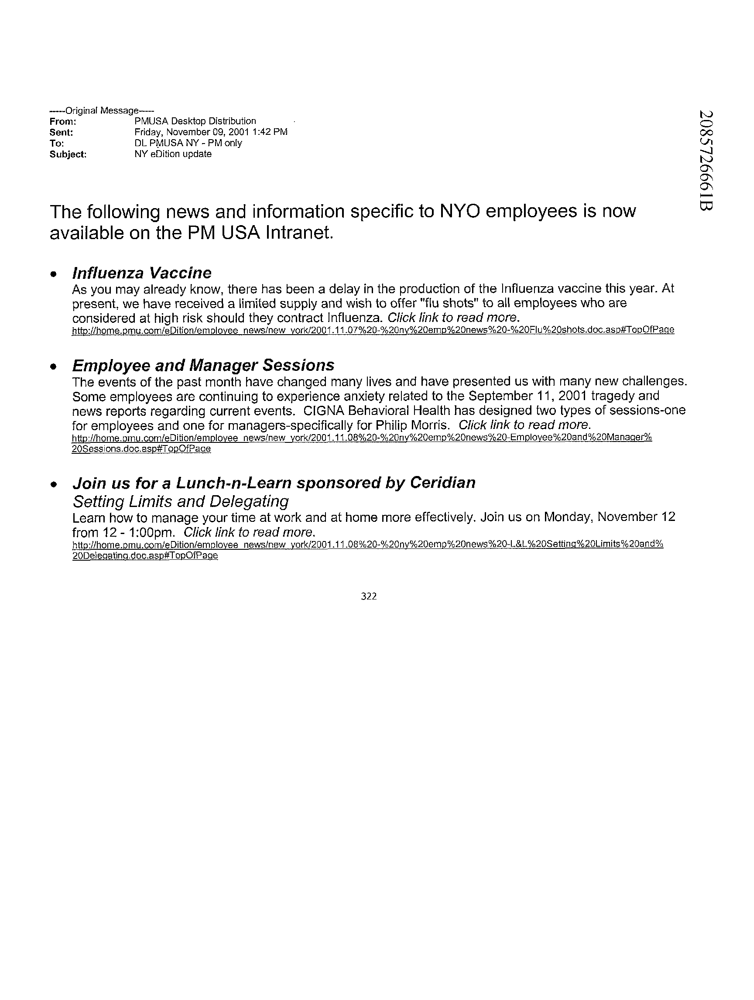 -----Original Message-----
From: PMUSA Desktop Distribution
Sent: Friday, November 09, 2001 1:42 PM
To: DL PMUSA NY - PM only
Subject: NY eDition update
2085726661B
The following news and information specific to NYO employees is now
available on the PM USA Intranet.
• Influenza Vaccine
As you may already know, there has been a delay in the production of the Influenza vaccine this year. At
present, we have received a limited supply and wish to offer "flu shots" to all employees who are
considered at high risk should they contract Influenza. Click link to read more.
http://home.pmu.com/eDition/employee_news/new_york/2001.11.07%20-%20ny%20emp%20news%20-%20Flu%20shots.doc.asp#TopOfPage
• Employee and Manager Sessions
The events of the past month have changed many lives and have presented us with many new challenges.
Some employees are continuing to experience anxiety related to the September 11, 2001 tragedy and
news reports regarding current events. CIGNA Behavioral Health has designed two types of sessions-one
for employees and one for managers-specifically for Philip Morris. Click link to read more.
http://home.pmu.com/eDition/employee_news/new_york/2001.11.08%20-%20ny%20emp%20news%20-Employee%20and%20Manager%
20Sessions.doc.asp#TopOfPage
• Join us for a Lunch-n-Learn sponsored by Ceridian
Setting Limits and Delegating
Learn how to manage your time at work and at home more effectively. Join us on Monday, November 12
from 12 - 1:00pm. Click link to read more.
http://home.pmu.com/eDition/employee_news/new_york/2001.11.08%20-%20ny%20emp%20news%20-L&L%20Setting%20Limits%20and%
20Delegating.doc.asp#TopOfPage
322